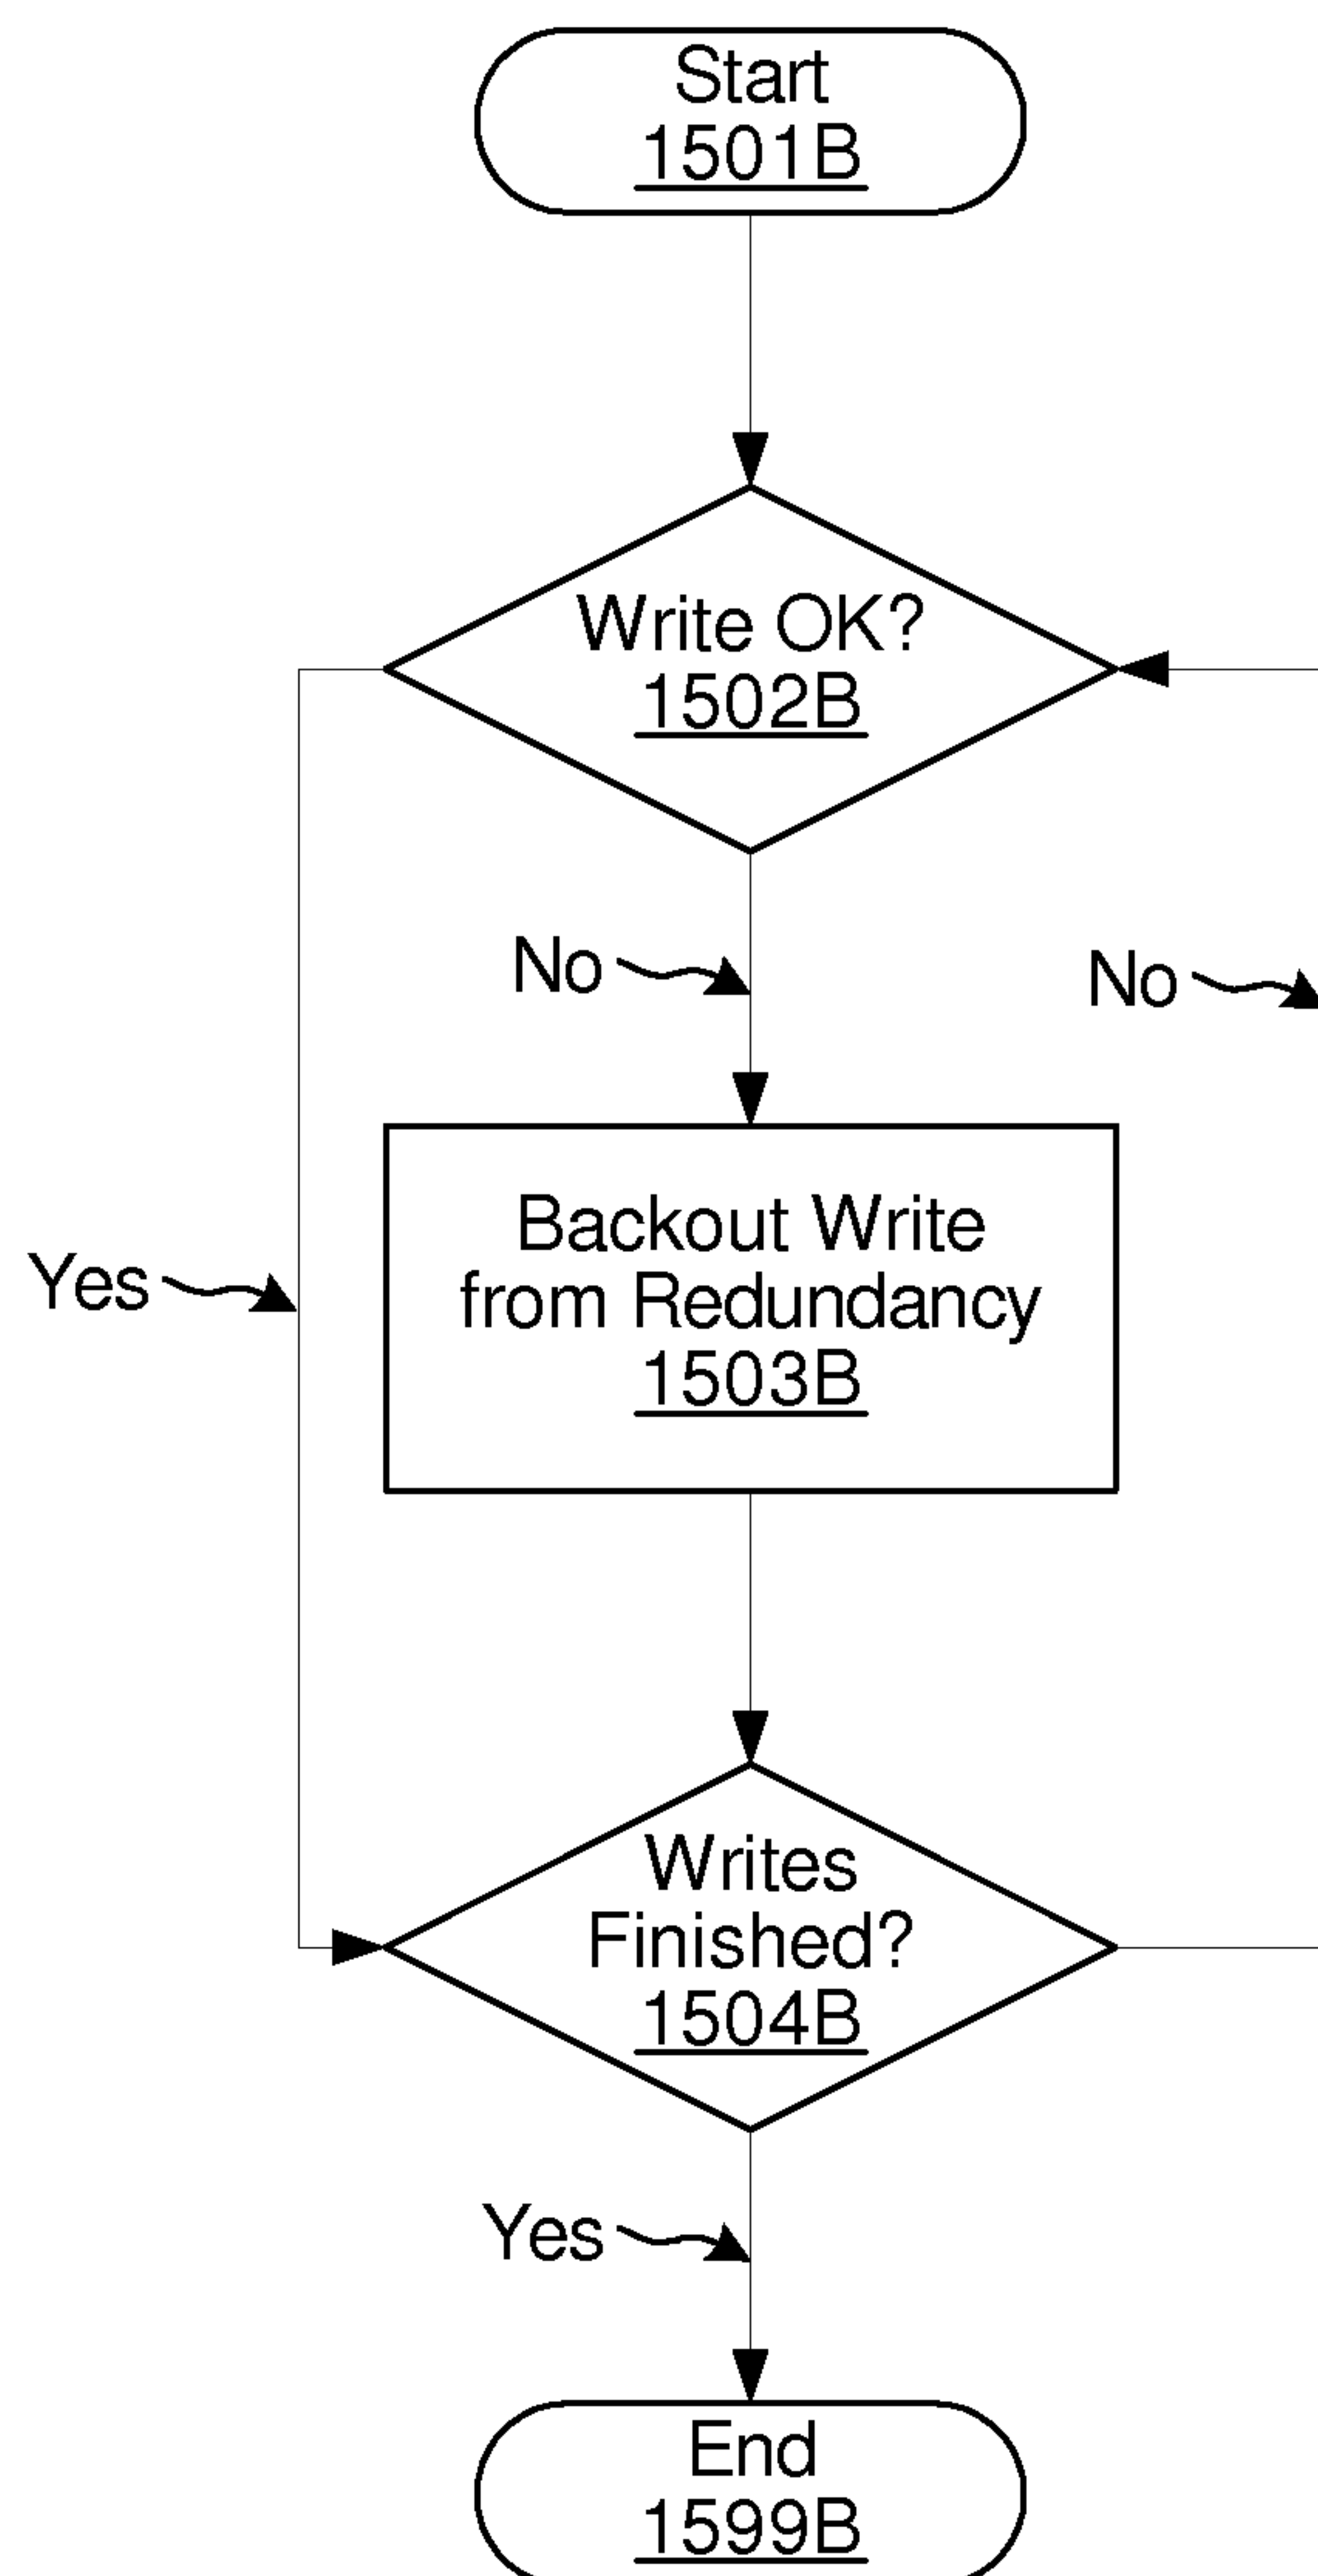 Start
1501B
Write OK?
1502B
No
No
Backout Write
from Redundancy
1503B
Yes
Writes
Finished?
1504B
Yes
End
1599B